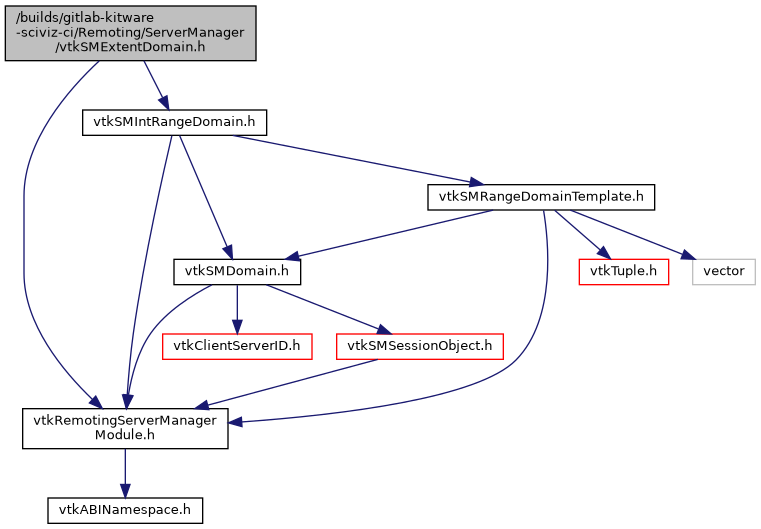 /builds/gitlab-kitware
-sciviz-ci/Remoting/ServerManager
/vtkSMExtentDomain.h
vtkSMIntRangeDomain.h
vtkSMRangeDomainTemplate.h
vtkSMDomain.h
vtkTuple.h
vector
vtkClientServerID.h
vtkSMSessionObject.h
vtkRemotingServerManager
Module.h
vtkABINamespace.h